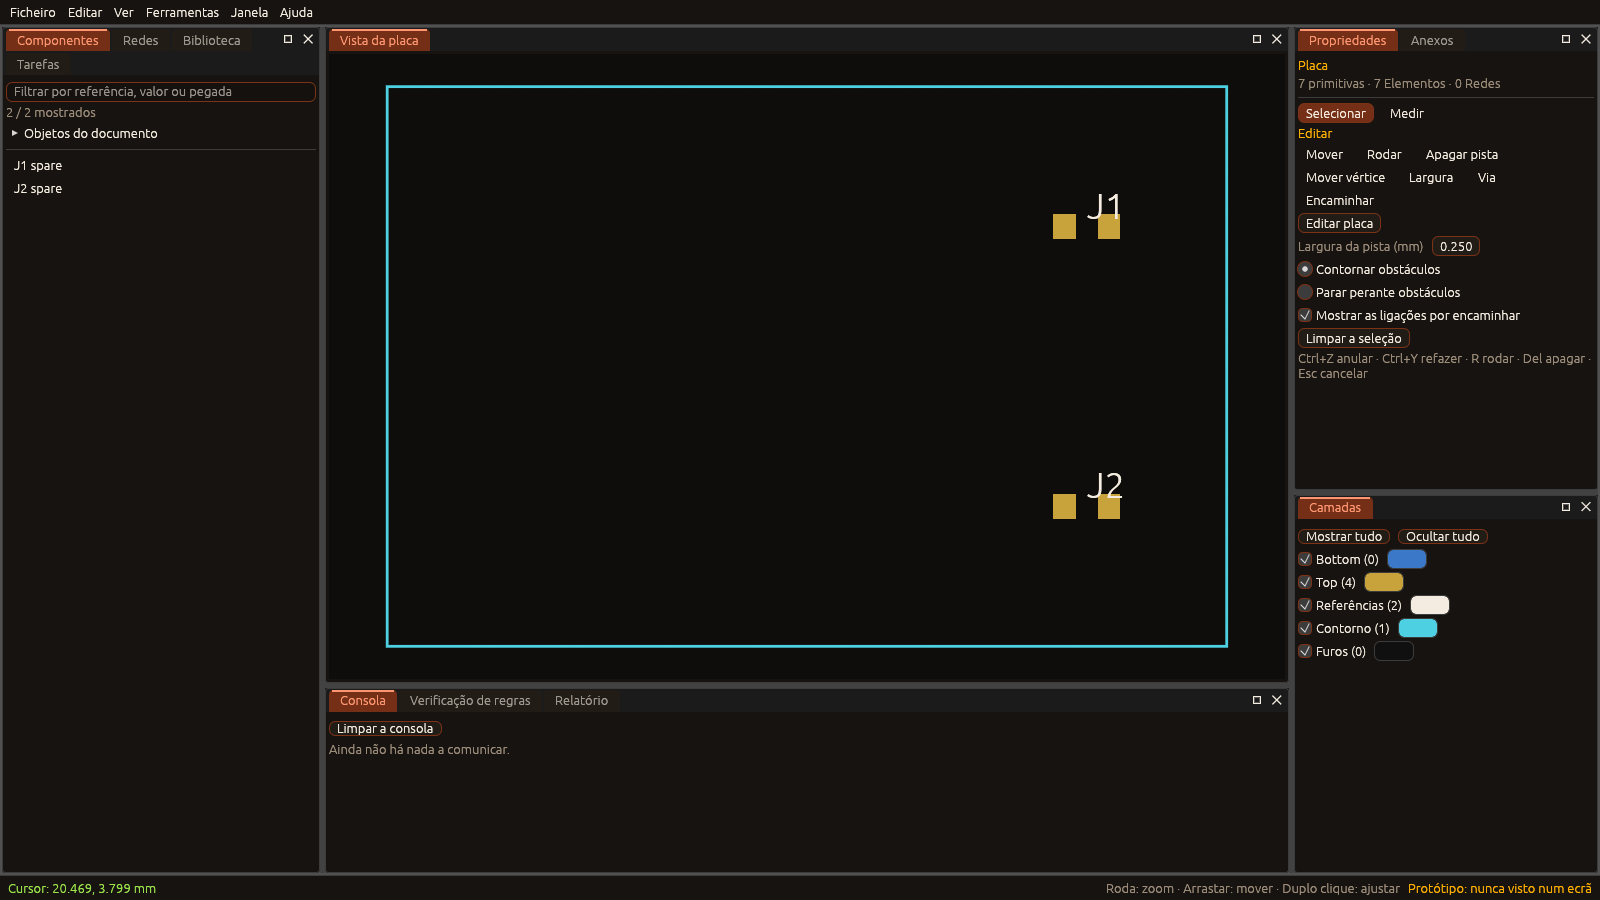 Ficheiro Editar Ver Ferramentas Janela Ajuda
Componentes Redes Biblioteca
Tarefas
Filtrar por referência, valor ou pegada
2 / 2 mostrados
Objetos do documento
J1 spare
J2 spare
Vista da placa
J1
J2
Consola Verificação de regras Relatório
Limpar a consola
Ainda não há nada a comunicar.
Propriedades Anexos
Placa
7 primitivas · 7 Elementos · 0 Redes
Selecionar Medir
Editar
Mover Rodar Apagar pista
Mover vértice Largura Via
Encaminhar
Editar placa
Largura da pista (mm) 0.250
Contornar obstáculos
Parar perante obstáculos
Mostrar as ligações por encaminhar
Limpar a seleção
Ctrl+Z anular · Ctrl+Y refazer · R rodar · Del apagar ·
Esc cancelar
Camadas
Mostrar tudo Ocultar tudo
Bottom (0)
Top (4)
Referências (2)
Contorno (1)
Furos (0)
Cursor: 20.469, 3.799 mm
Roda: zoom · Arrastar: mover · Duplo clique: ajustar Protótipo: nunca visto num ecrã